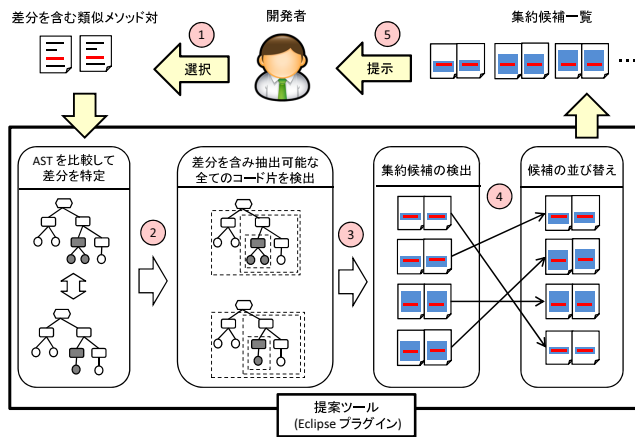 差分を含む類似メソッド対
1
選択
開発者
5
提示
集約候補一覧
…
AST を比較して
差分を特定
2
差分を含み抽出可能な
全てのコード片を検出
3
集約候補の検出
4
候補の並び替え
提案ツール
(Eclipse プラグイン)